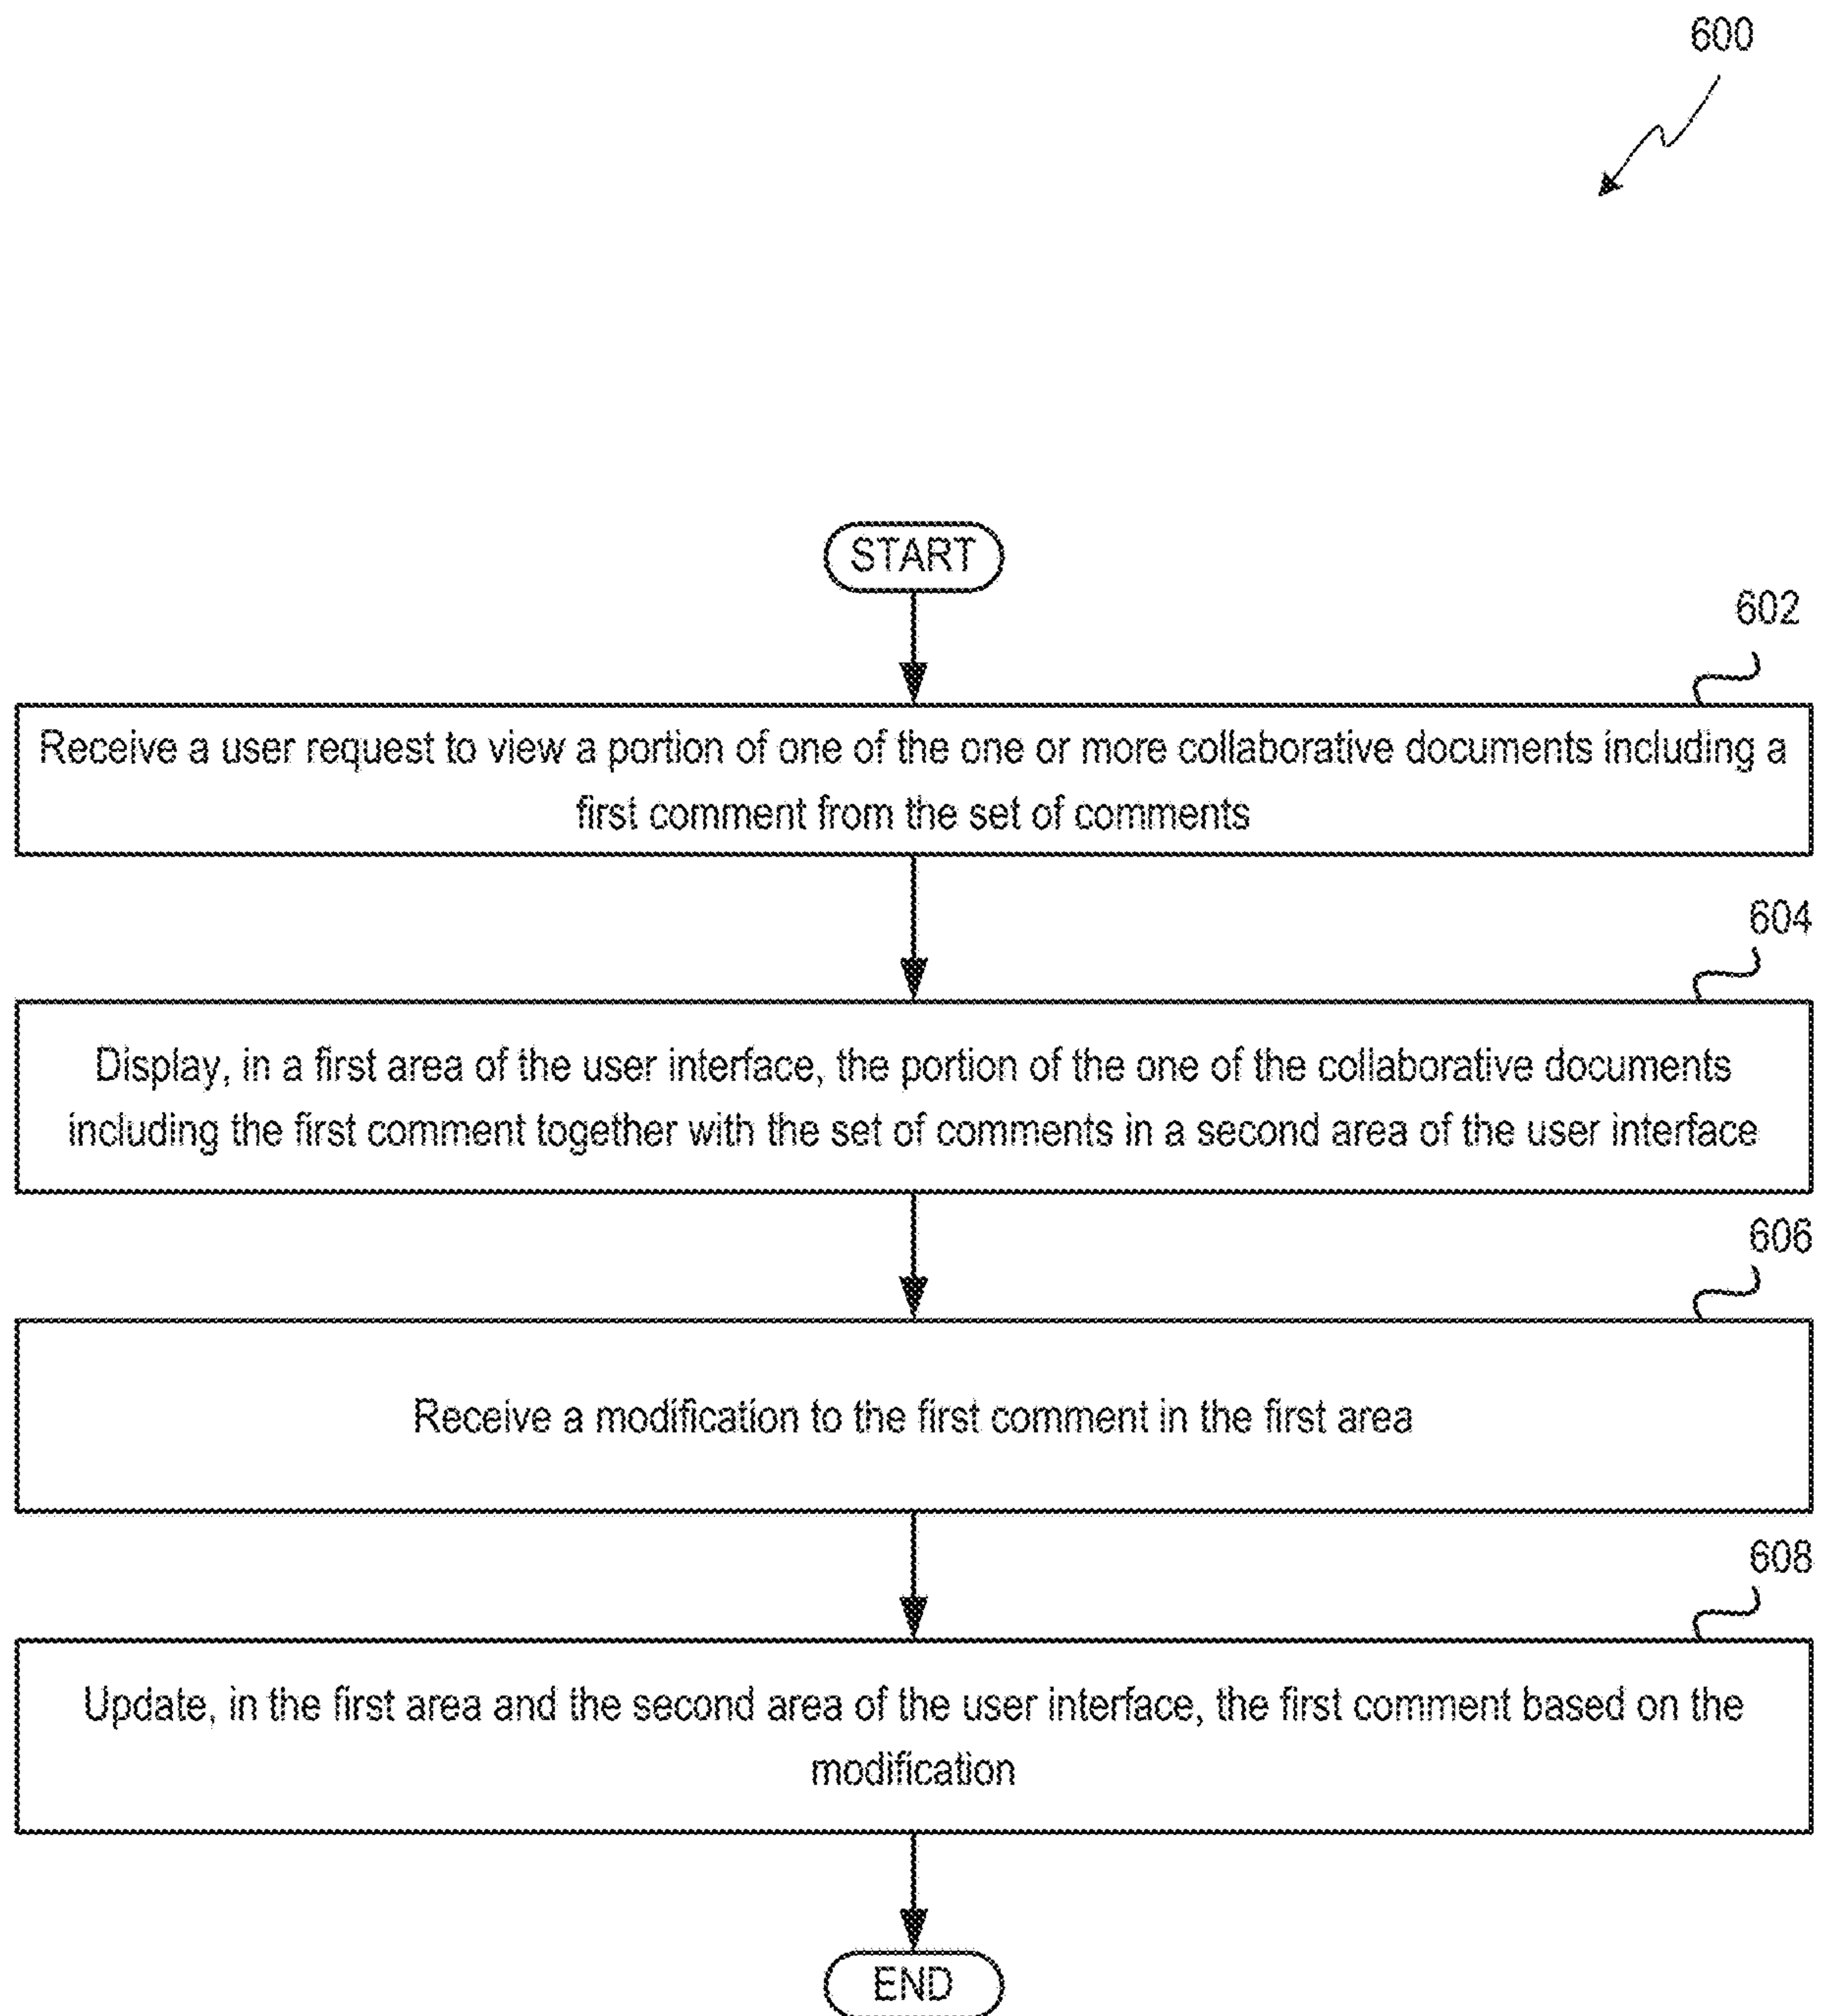 600
START
602
Receive a user request to view a portion of one of the one or more collaborative documents including a
first comment from the set of comments
604
Display, in a first area of the user interface, the portion of the one of the collaborative documents
including the first comment together with the set of comments in a second area of the user interface
606
Receive a modification to the first comment in the first area
608
Update, in the first area and the second area of the user interface, the first comment based on the
modification
END